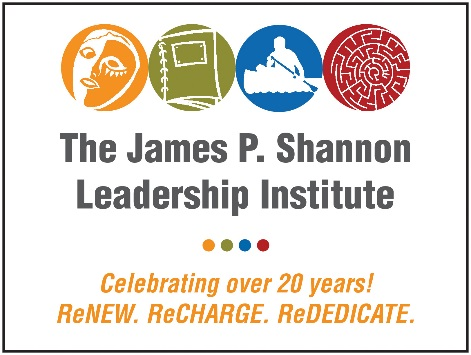 The James P. Shannon
Leadership Institute
Celebrating over 20 years!
ReNEW. ReCHARGE. ReDEDICATE.